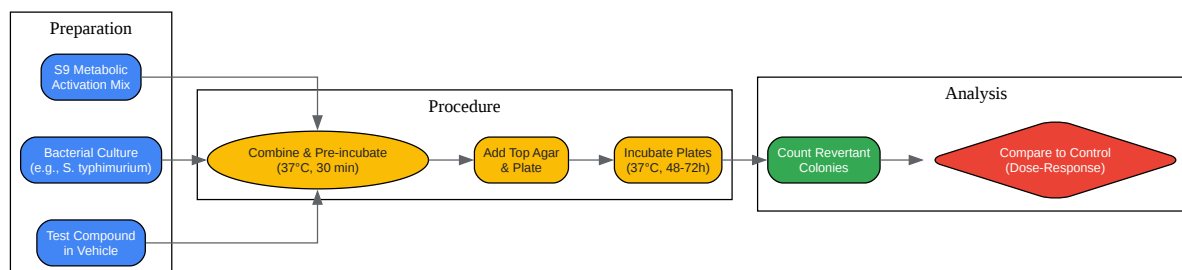 Preparation
S9 Metabolic
Activation Mix
Bacterial Culture
(e.g., S. typhimurium)
Test Compound
in Vehicle
Procedure
Combine & Pre-incubate
(37°C, 30 min)
Add Top Agar
& Plate
Incubate Plates
(37°C, 48-72h)
Analysis
Count Revertant
Colonies
Compare to Control
(Dose-Response)